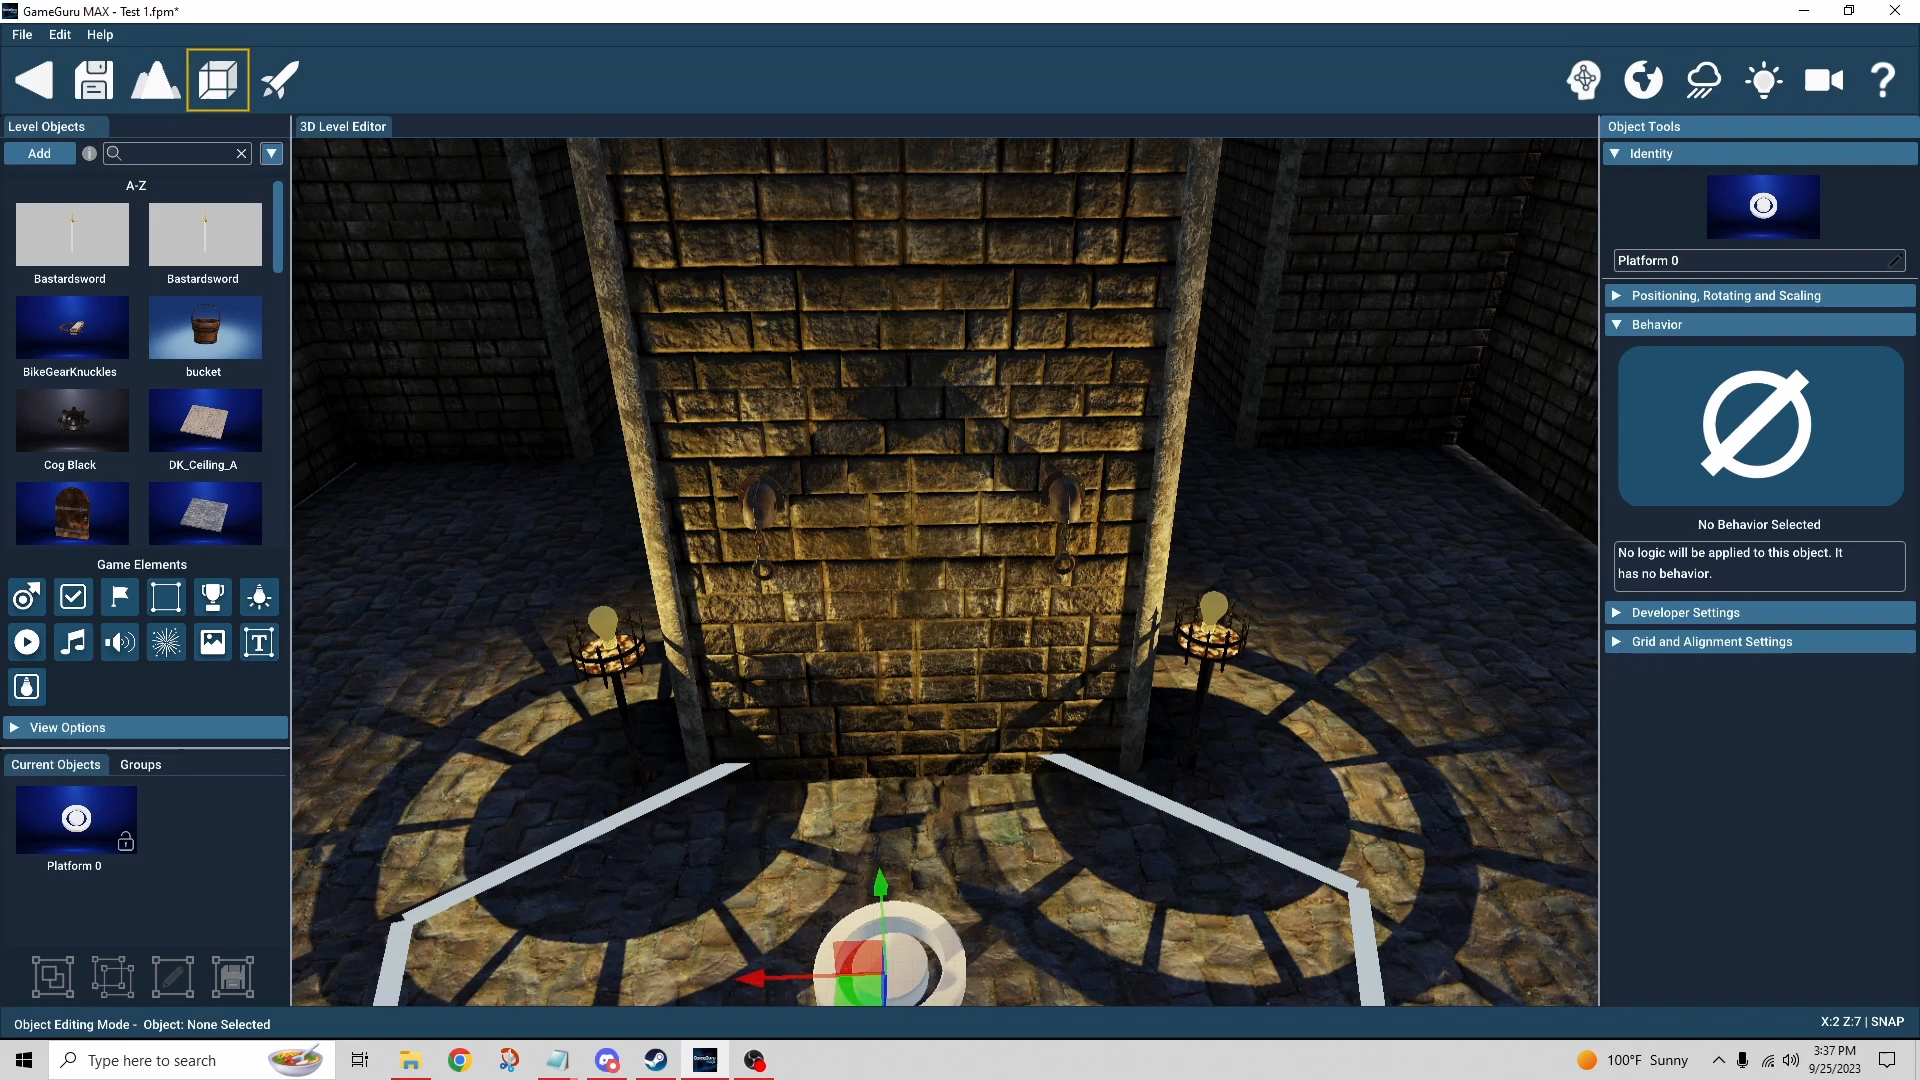 GameGuru MAX - Test 1.fpm*
File Edit Help
Level Objects
3D Level Editor
Object Tools
Add
Identity
A-Z
Bastardsword Bastardsword
BikeGearKnuckles bucket
Cog Black DK_Ceiling_A
Platform 0
Positioning, Rotating and Scaling
Behavior
No Behavior Selected
No logic will be applied to this object. It
has no behavior.
Developer Settings
Grid and Alignment Settings
Game Elements
T
View Options
Current Objects Groups
Platform 0
Object Editing Mode - Object: None Selected
X:2 Z:7 | SNAP
Type here to search
100°F Sunny
3:37 PM
9/25/2023